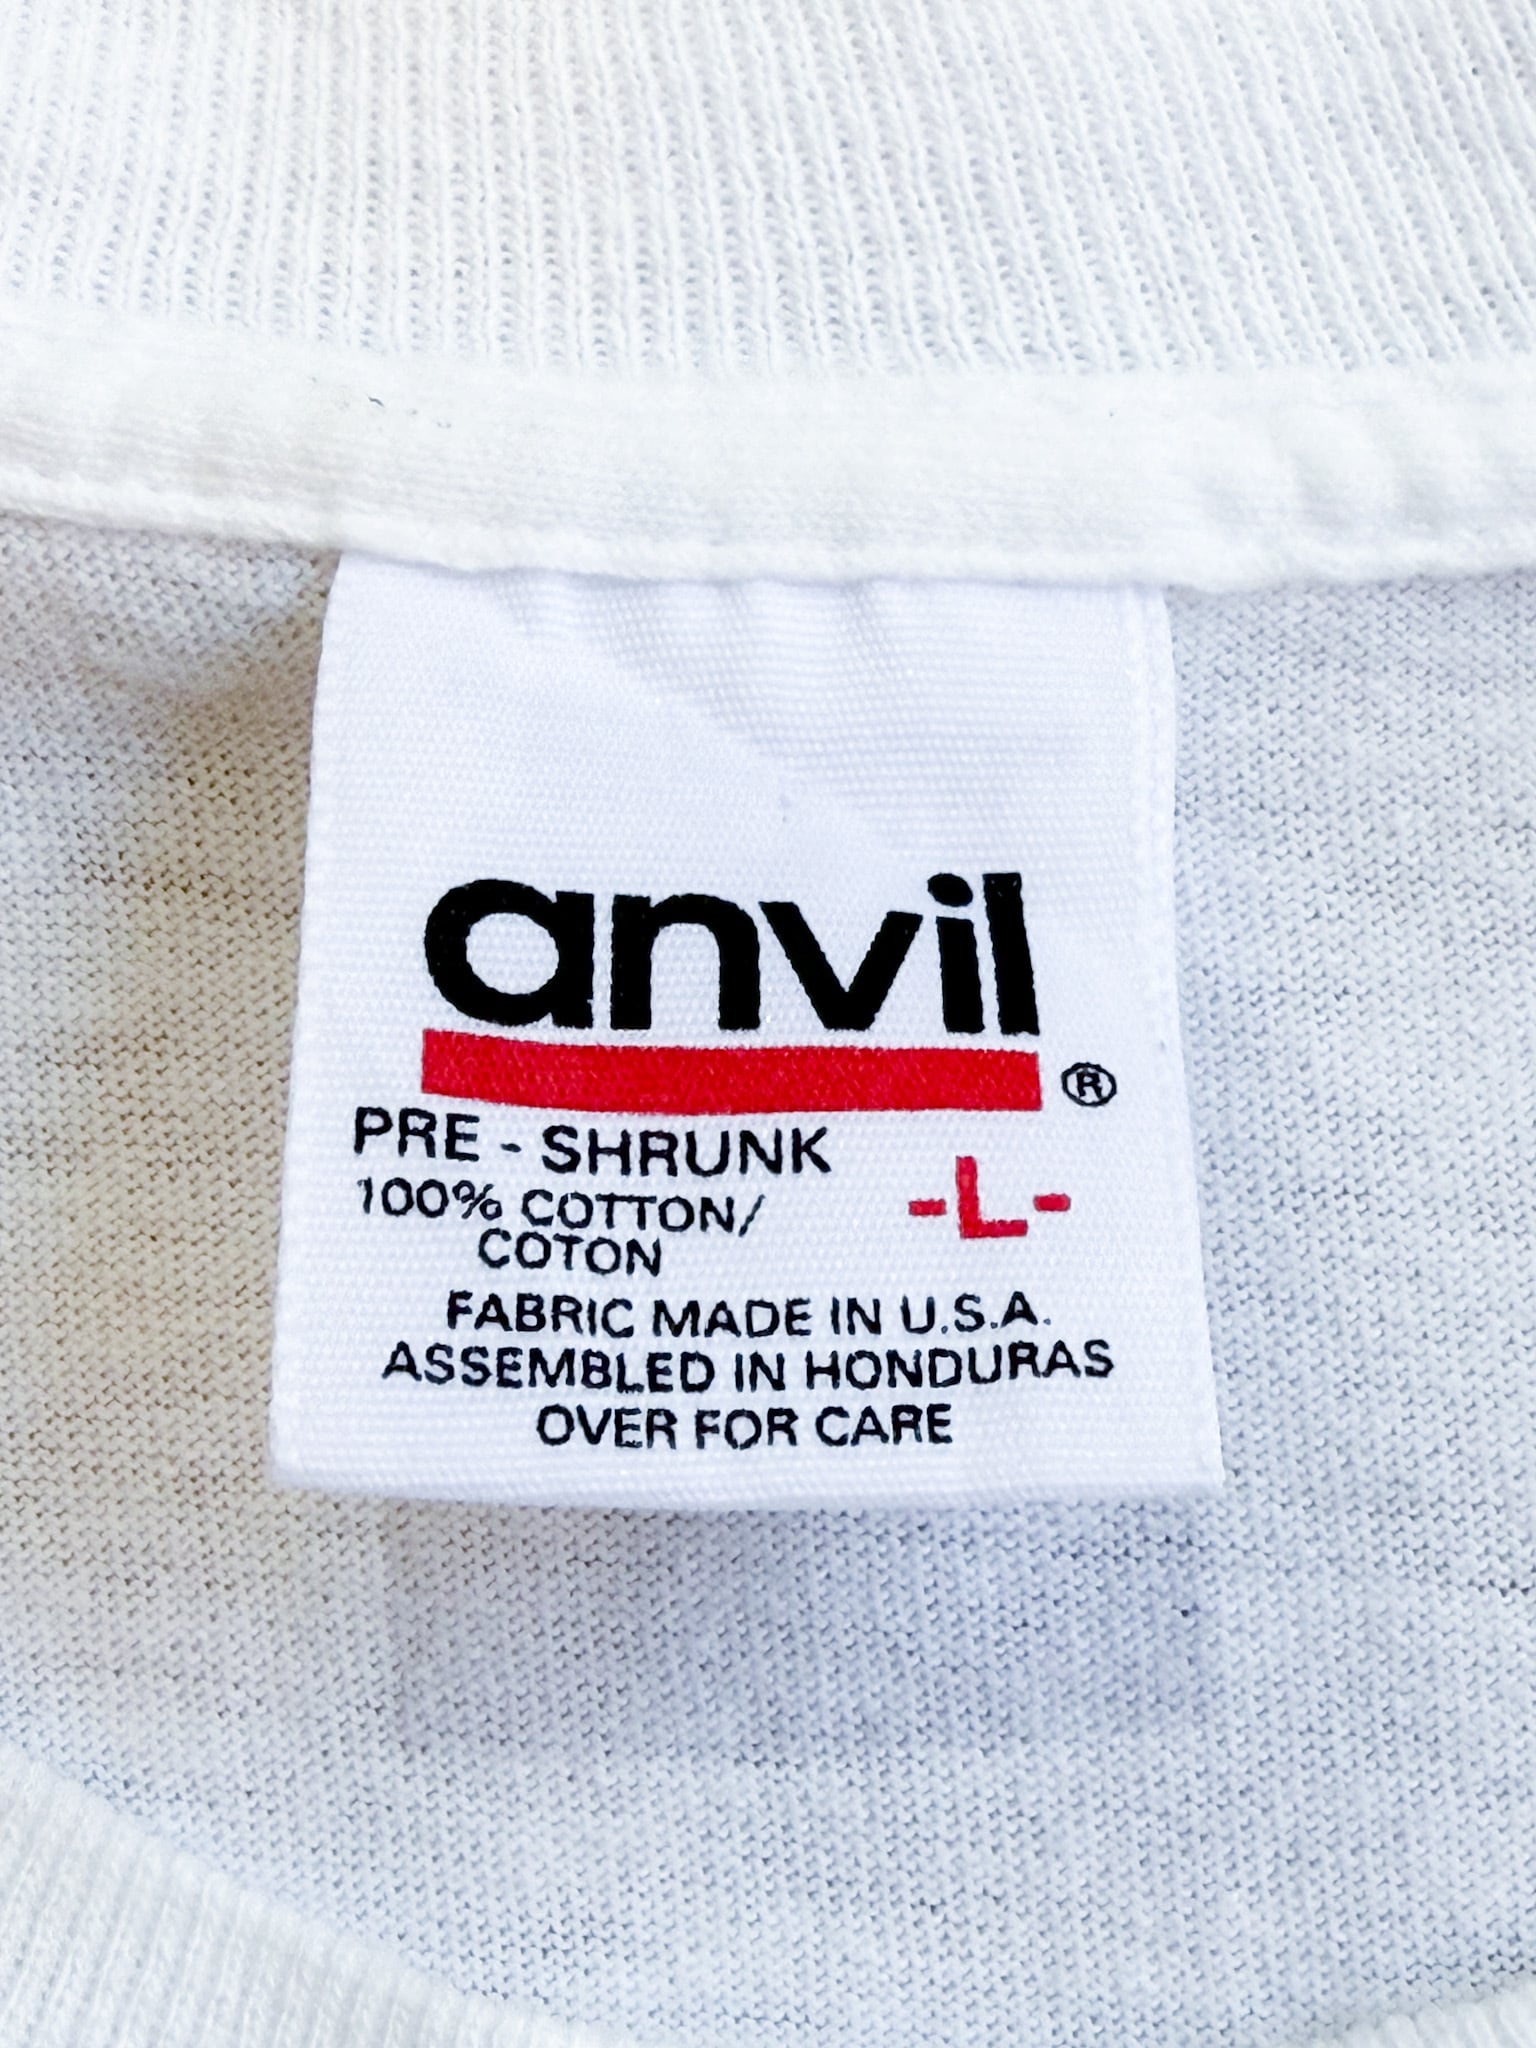 anvil
®
PRE - SHRUNK
100% COTTON/
COTON
-L-
FABRIC MADE IN U.S.A.
ASSEMBLED IN HONDURAS
OVER FOR CARE